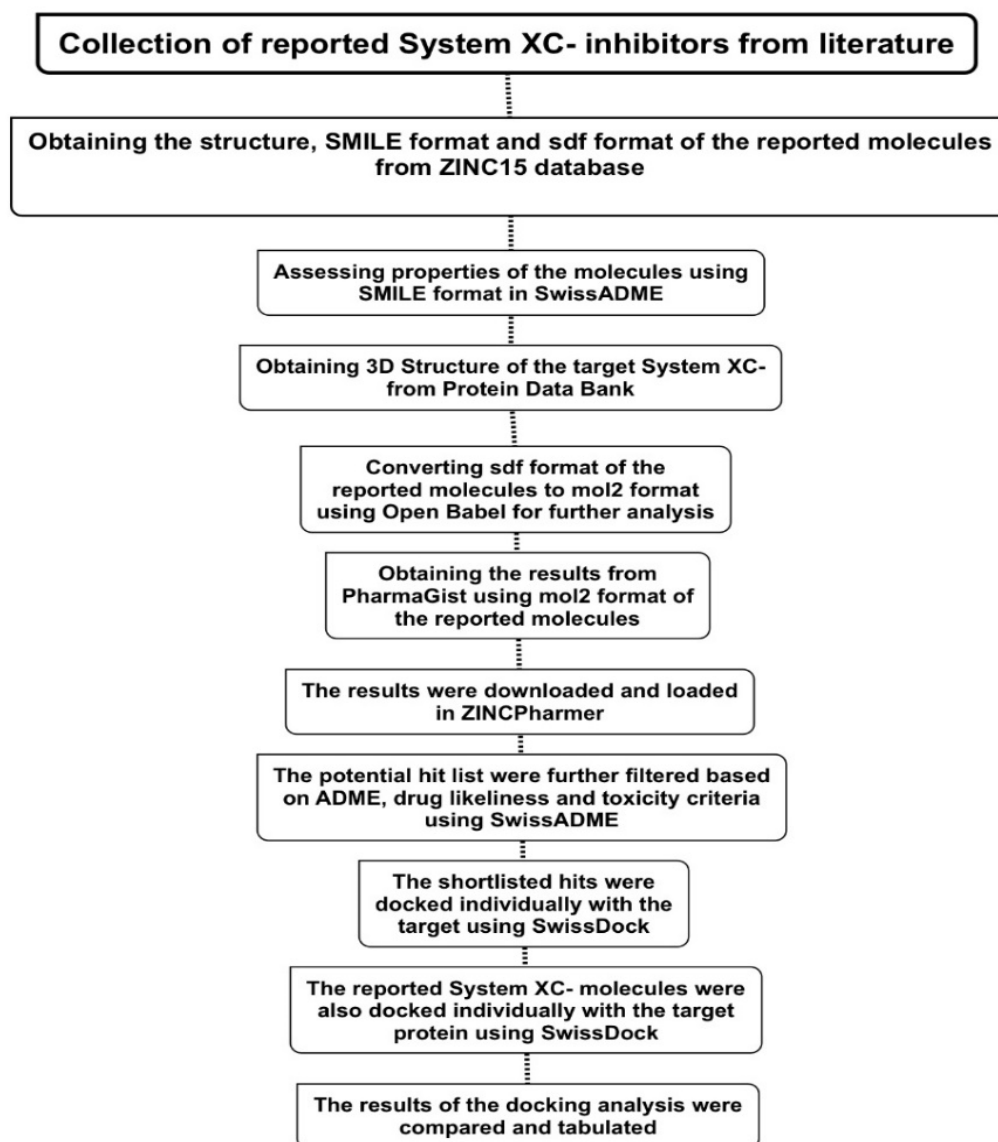 Collection of reported System XC- inhibitors from literature
Obtaining the structure, SMILE format and sdf format of the reported molecules
from ZINC15 database
Assessing properties of the molecules using
SMILE format in SwissADME
Obtaining 3D Structure of the target System XC-
from Protein Data Bank
Converting sdf format of the
reported molecules to mol2 format
using Open Babel for further analysis
Obtaining the results from
PharmaGist using mol2 format of
the reported molecules
The results were downloaded and loaded
in ZINCPharmer
The potential hit list were further filtered based
on ADME, drug likeliness and toxicity criteria
using SwissADME
The shortlisted hits were
docked individually with the
target using SwissDock
The reported System XC- molecules were
also docked individually with the target
protein using SwissDock
The results of the docking analysis were
compared and tabulated